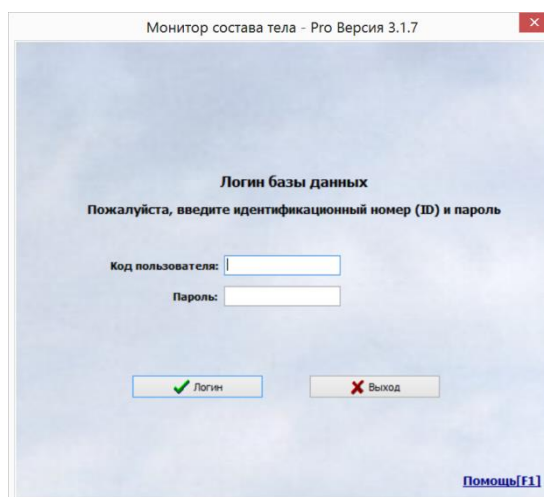 Монитор состава тела - Pro Версия 3.1.7
Логин базы данных
Пожалуйста, введите идентификационный номер (ID) и пароль
Код пользователя:
Пароль:
Логин
Выход
Помощь[F1]